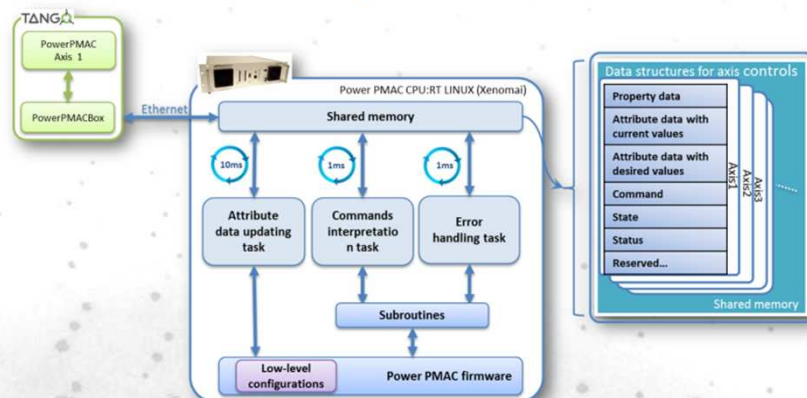 TANGO
PowerPMAC
Axis 1
PowerPMACBox
Ethernet
Power PMAC CPU:RT LINUX (Xenomai)
Shared memory
10ms
1ms
1ms
Attribute
data updating
task
Commands
interpretatio
n task
Error
handling task
Subroutines
Low-level
configurations
Power PMAC firmware
Data structures for axis controls
Property data
Attribute data with
current values
Attribute data with
desired values
Command
State
Status
Reserved...
Axis1
Axis2
Axis3
Shared memory